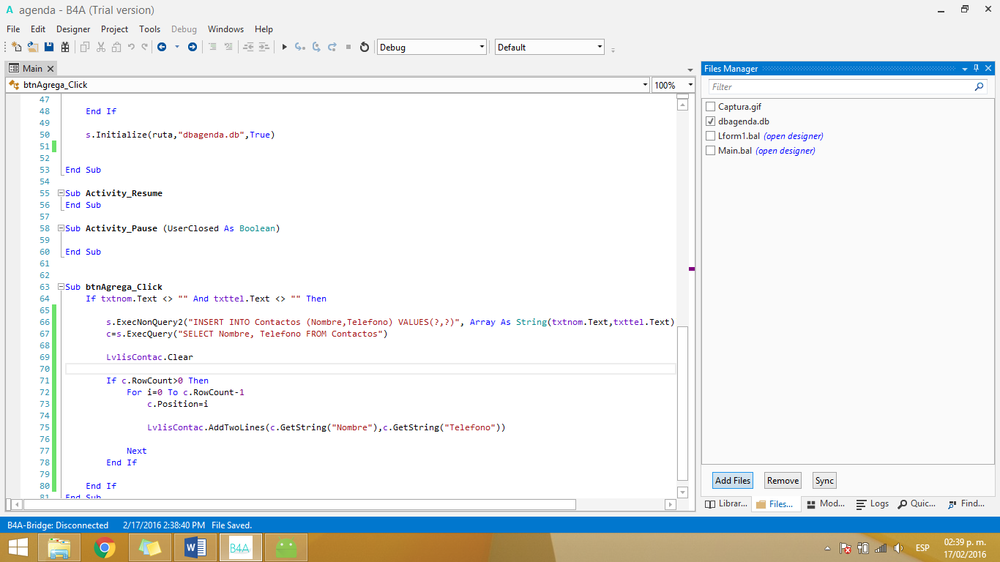 A agenda - B4A (Trial version)
File Edit Designer Project Tools Debug Windows Help
Debug Default
Main
btnAgrega_Click 100%
47
48 End If
49
50 s.Initialize(ruta,"dbagenda.db",True)
51
52
53 End Sub
54
55 Sub Activity_Resume
56 End Sub
57
58 Sub Activity_Pause (UserClosed As Boolean)
59
60 End Sub
61
62
63 Sub btnAgrega_Click
64 If txtnom.Text <> "" And txttel.Text <> "" Then
65
66 s.ExecNonQuery2("INSERT INTO Contactos (Nombre,Telefono) VALUES(?,?)", Array As String(txtnom.Text,txttel.Text)
67 c=s.ExecQuery("SELECT Nombre, Telefono FROM Contactos")
68
69 LvlisContac.Clear
70
71 If c.RowCount>0 Then
72 For i=0 To c.RowCount-1
73 c.Position=i
74
75 LvlisContac.AddTwoLines(c.GetString("Nombre"),c.GetString("Telefono"))
76
77 Next
78 End If
79
80 End If
81 End Sub
Files Manager
Filter
Captura.gif
dbagenda.db
Lform1.bal (open designer)
Main.bal (open designer)
Add Files Remove Sync
Librar... Files... Mod... Logs Quic... Find...
B4A-Bridge: Disconnected 2/17/2016 2:38:40 PM File Saved.
B4A
ESP
02:39 p. m.
17/02/2016